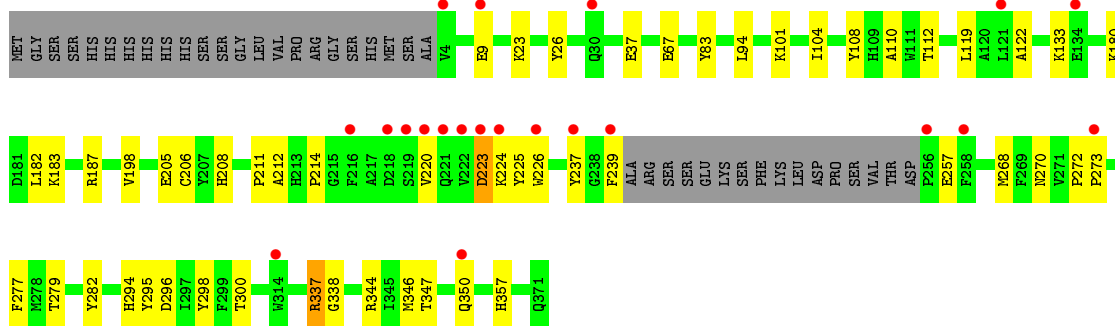 MET GLY SER SER HIS HIS HIS HIS HIS HIS SER SER GLY LEU VAL PRO ARG GLY SER HIS MET SER ALA V4 E9 K23 Y26 Q30 E37 E67 Y83 L94 K101 I104 Y108 H109 A110 W111 T112 L119 A120 L121 A122 K133 E134 K180
D181 L182 K183 R187 V198 E205 C206 Y207 H208 P211 A212 H213 P214 G215 F216 A217 D218 S219 V220 Q221 V222 D223 K224 Y225 W226 Y237 G238 F239 ALA ARG SER SER GLU LYS SER PHE LYS LEU ASP PRO SER VAL THR ASP P256 E257 F258 M268 F269 N270 V271 P272 P273
F277 M278 T279 Y282 H294 Y295 D296 I297 Y298 F299 T300 W314 R337 G338 R344 I345 M346 T347 Q350 H357 Q371